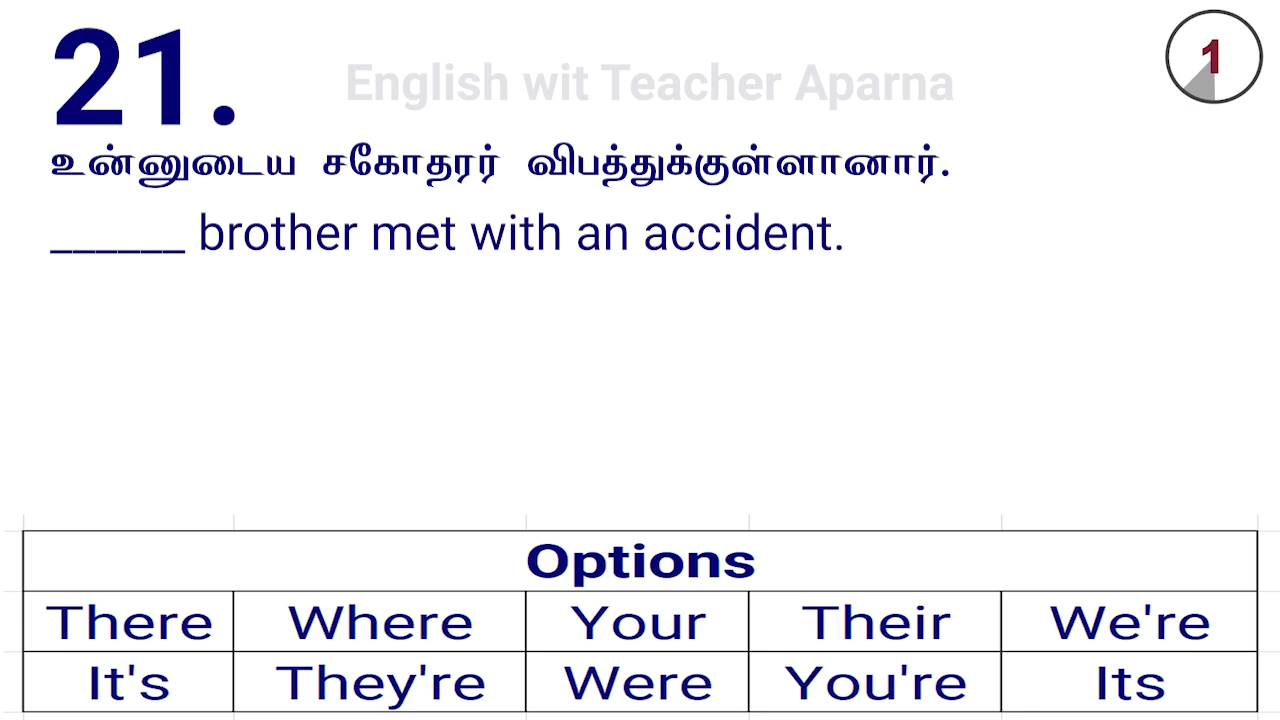 21.
1
English wit Teacher Aparna
உன்னுடைய சகோதரர் விபத்துக்குள்ளானார்.
______ brother met with an accident.
Options
There Where Your Their We're
It's They're Were You're Its